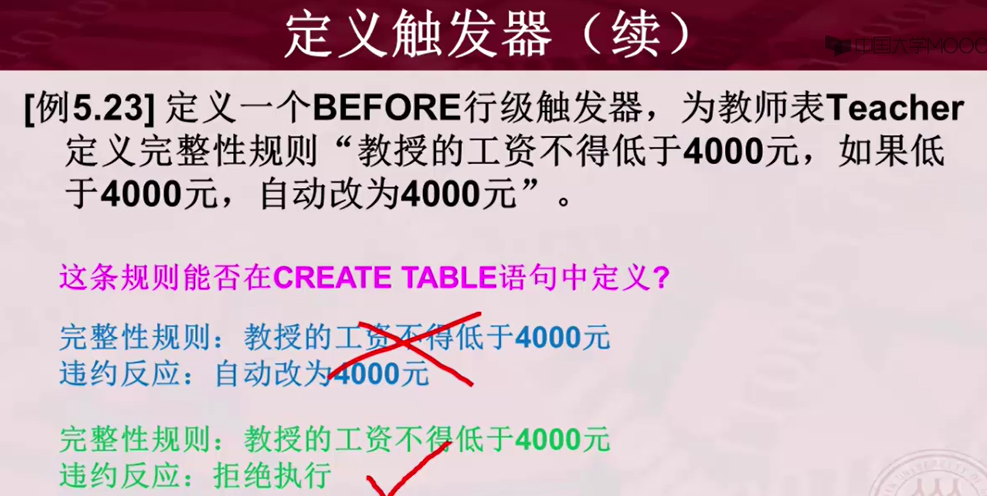 定义触发器（续）
中国大学MOOC
[例5.23] 定义一个BEFORE行级触发器，为教师表Teacher
定义完整性规则“教授的工资不得低于4000元，如果低
于4000元，自动改为4000元”。
这条规则能否在CREATE TABLE语句中定义?
完整性规则：教授的工资不得低于4000元
违约反应：自动改为4000元
完整性规则：教授的工资不得低于4000元
违约反应：拒绝执行